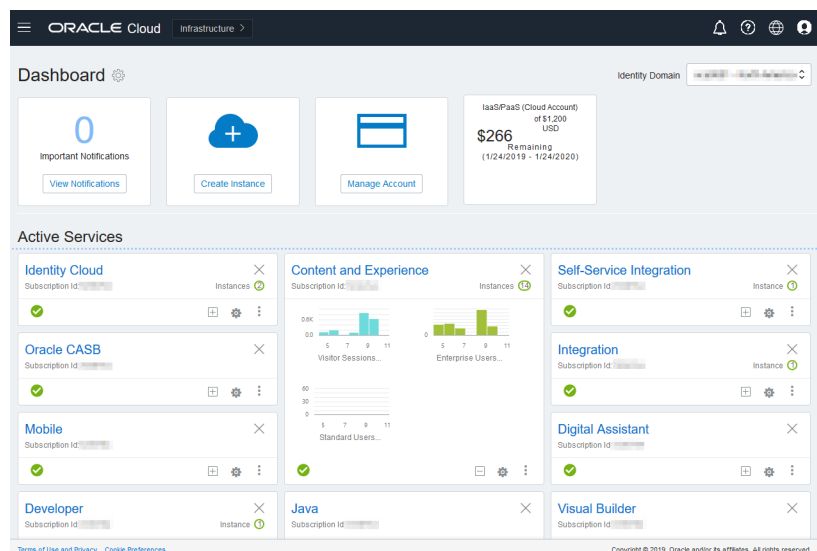 ORACLE Cloud
Infrastructure >
Dashboard
Identity Domain
0
Important Notifications
View Notifications
Create Instance
Manage Account
IaaS/PaaS (Cloud Account)
of $1,200
$266 USD
Remaining
(1/24/2019 - 1/24/2020)
Active Services
Identity Cloud
Subscription Id:
Instances 2
Content and Experience
Subscription Id:
Instances 14
Self-Service Integration
Subscription Id:
Instance 1
0.6K
0.0
5 7 9 11
Visitor Sessions...
0
5 7 9 11
Enterprise Users...
Oracle CASB
Subscription Id:
Integration
Subscription Id:
Instance 1
60
30
0
5 7 9 11
Standard Users...
Mobile
Subscription Id:
Digital Assistant
Subscription Id:
Developer
Subscription Id:
Instance 1
Java
Subscription Id:
Visual Builder
Subscription Id:
Terms of Use and Privacy Cookie Preferences
Copyright © 2019, Oracle and/or its affiliates. All rights reserved.